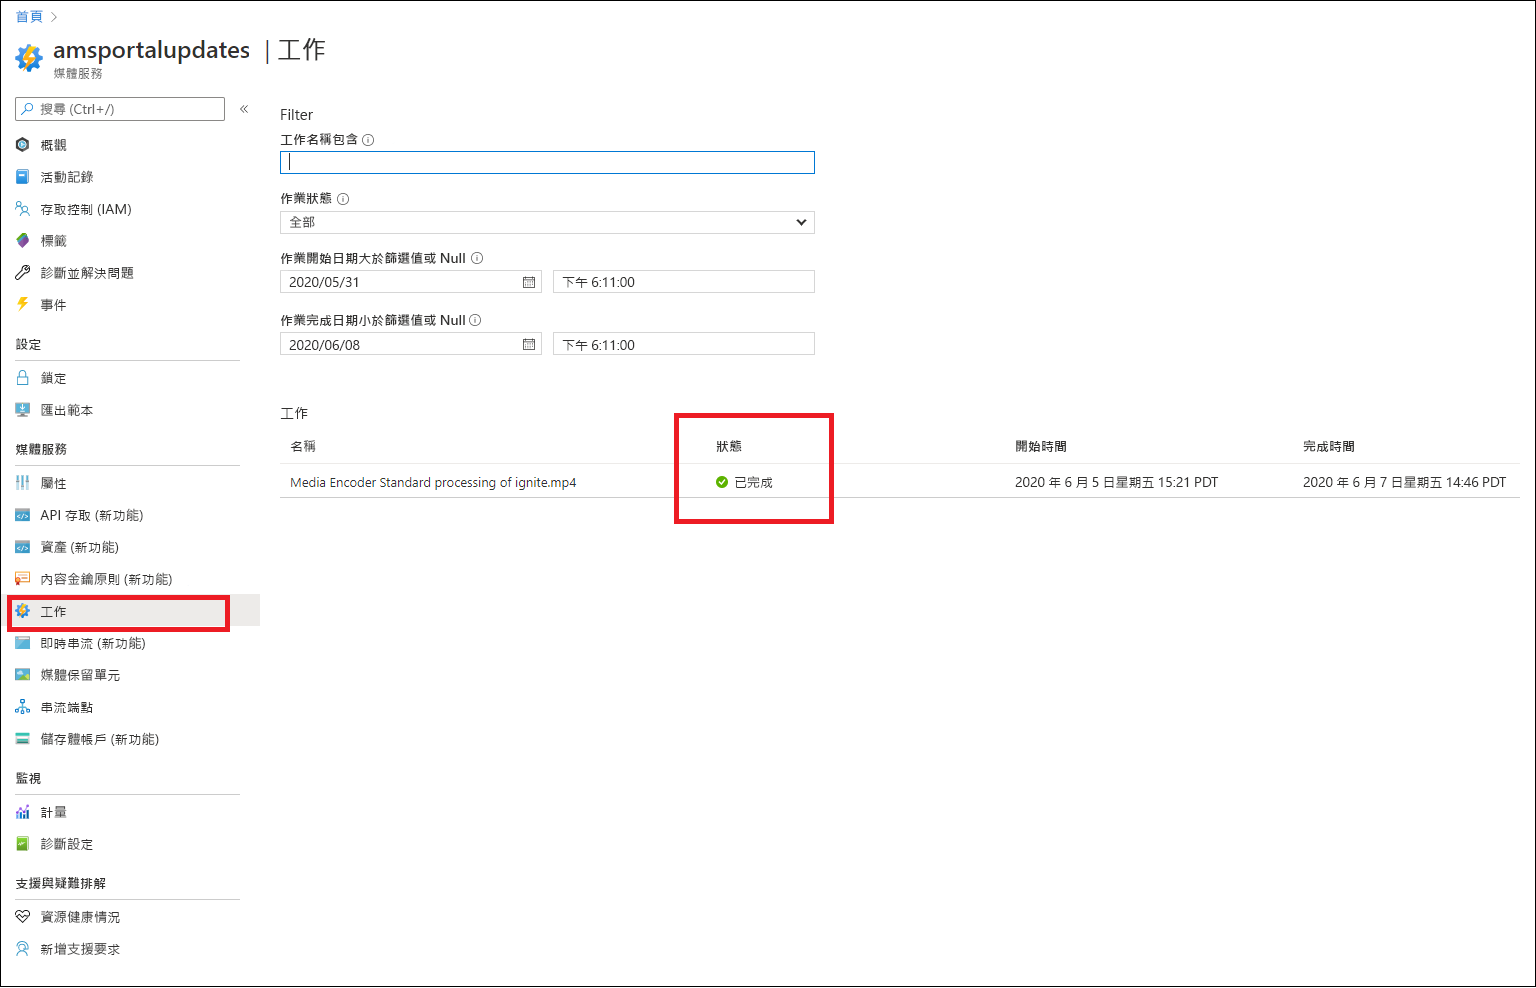 首頁
amsportalupdates | 工作
媒體服務
搜尋 (Ctrl+/)
概觀
活動記錄
存取控制 (IAM)
標籤
診斷並解決問題
事件
設定
鎖定
匯出範本
媒體服務
屬性
API 存取 (新功能)
資產 (新功能)
內容金鑰原則 (新功能)
工作
即時串流 (新功能)
媒體保留單元
串流端點
儲存體帳戶 (新功能)
監視
計量
診斷設定
支援與疑難排解
資源健康情況
新增支援要求
Filter
工作名稱包含
作業狀態
全部
作業開始日期大於篩選值或 Null
2020/05/31 下午 6:11:00
作業完成日期小於篩選值或 Null
2020/06/08 下午 6:11:00
工作
名稱 狀態 開始時間 完成時間
Media Encoder Standard processing of ignite.mp4 已完成 2020 年 6 月 5 日星期五 15:21 PDT 2020 年 6 月 7 日星期五 14:46 PDT